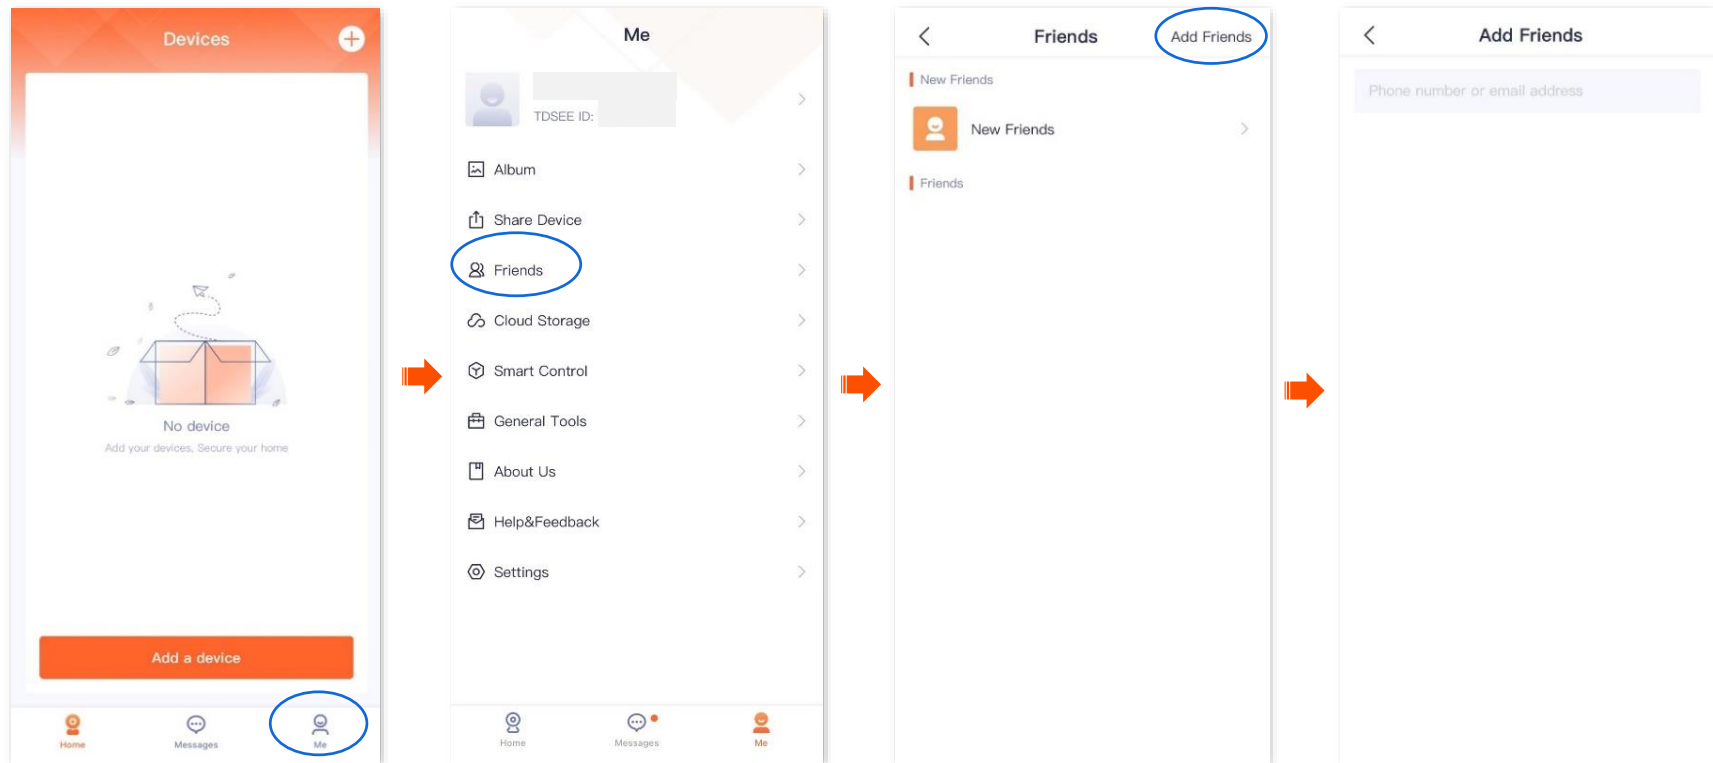 Devices
No device
Add your devices, Secure your home
Add a device
Home
Messages
Me
Me
TDSEE ID:
Album
Share Device
Friends
Cloud Storage
Smart Control
General Tools
About Us
Help&Feedback
Settings
Home
Messages
Me
Friends
Add Friends
New Friends
New Friends
Friends
Add Friends
Phone number or email address